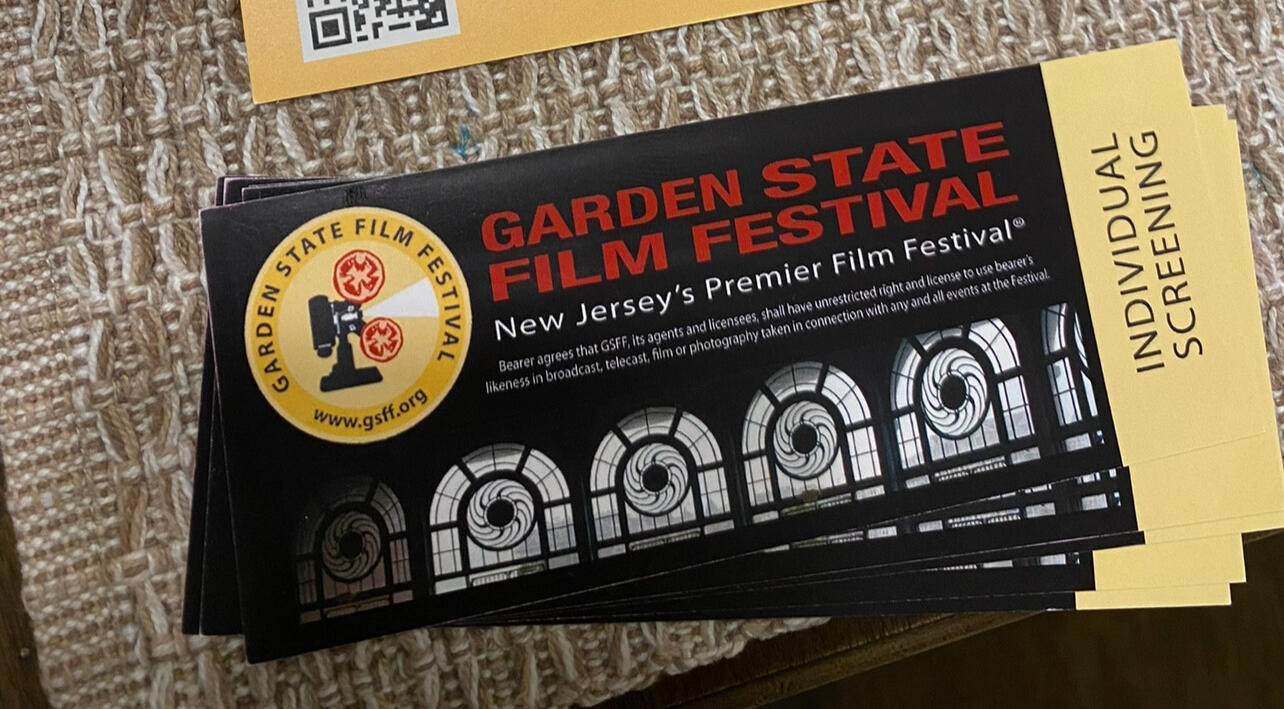 GARDEN STATE FILM FESTIVAL
www.gsff.org
GARDEN STATE
FILM FESTIVAL
New Jersey's Premier Film Festival®
Bearer agrees that GSFF, its agents and licensees, shall have unrestricted right and license to use bearer's
likeness in broadcast, telecast, film or photography taken in connection with any and all events at the Festival.
INDIVIDUAL
SCREENING